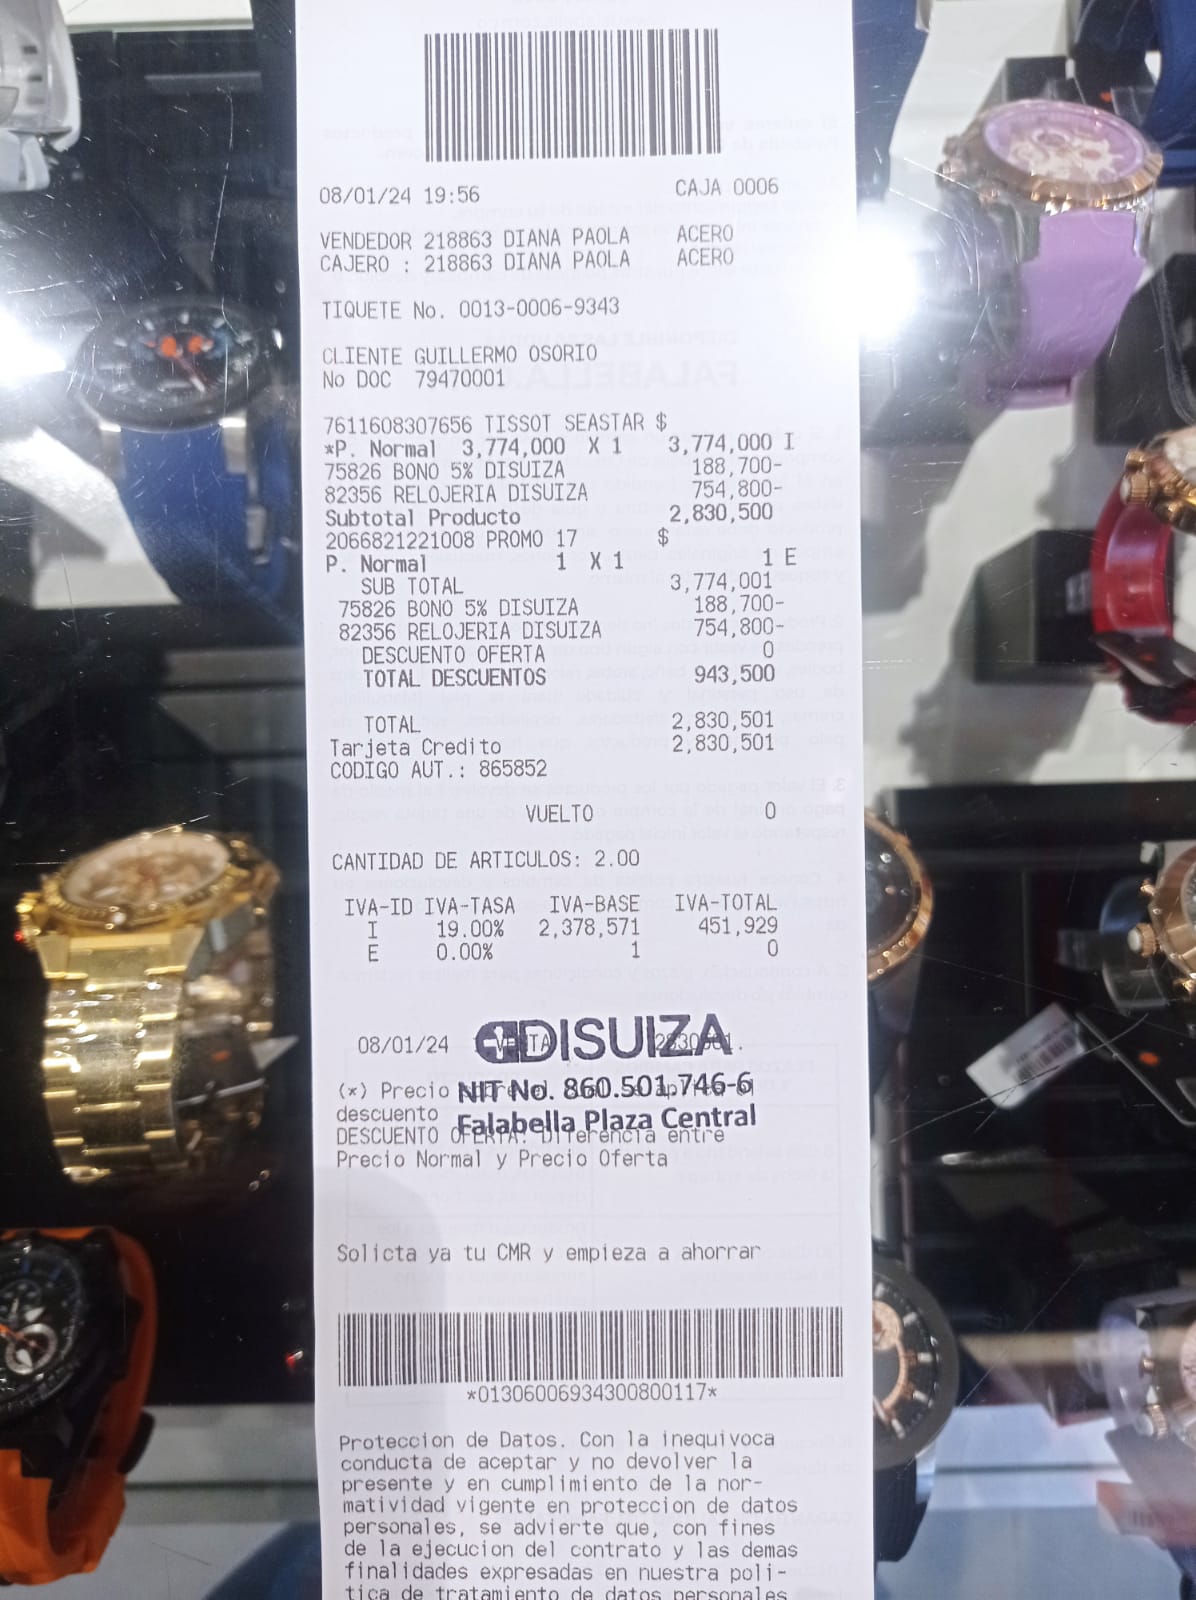 08/01/24 19:56 CAJA 0006
VENDEDOR 218863 DIANA PAOLA ACERO
CAJERO : 218863 DIANA PAOLA ACERO
TIQUETE No. 0013-0006-9343
CLIENTE GUILLERMO OSORIO
No DOC 79470001
7611608307656 TISSOT SEASTAR $
*P. Normal 3,774,000 X 1 3,774,000 I
75826 BONO 5% DISUIZA 188,700-
82356 RELOJERIA DISUIZA 754,800-
Subtotal Producto 2,830,500
2066821221008 PROMO 17 $
P. Normal 1 X 1 1 E
SUB TOTAL 3,774,001
75826 BONO 5% DISUIZA 188,700-
82356 RELOJERIA DISUIZA 754,800-
DESCUENTO OFERTA 0
TOTAL DESCUENTOS 943,500
TOTAL 2,830,501
Tarjeta Credito 2,830,501
CODIGO AUT.: 865852
VUELTO 0
CANTIDAD DE ARTICULOS: 2.00
IVA-ID IVA-TASA IVA-BASE IVA-TOTAL
I 19.00% 2,378,571 451,929
E 0.00% 1 0
08/01/24 VENTA
DISUIZA
(*) Precio
NIT No. 860.501.746-6
descuento
Falabella Plaza Central
DESCUENTO OFERTA: Diferencia entre
Precio Normal y Precio Oferta
Solicta ya tu CMR y empieza a ahorrar
*01306006934300800117*
Proteccion de Datos. Con la inequivoca
conducta de aceptar y no devolver la
presente y en cumplimiento de la nor-
matividad vigente en proteccion de datos
personales, se advierte que, con fines
de la ejecucion del contrato y las demas
finalidades expresadas en nuestra poli-
tica de tratamiento de datos personales